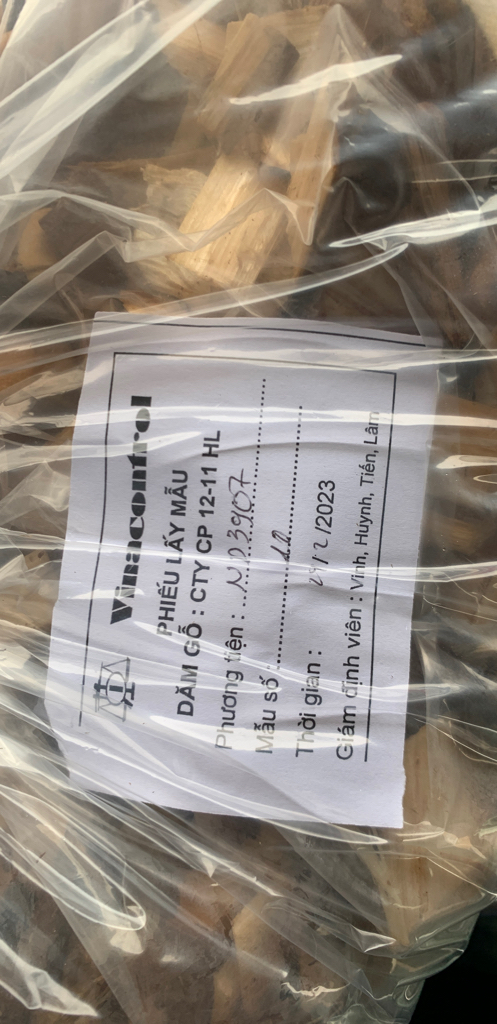 Vinacontrol
PHIẾU LẤY MẪU
DĂM GỖ : CTY CP 12-11 HL
Phương tiện :
Mẫu số :
Thời gian : /12/2023
Giám định viên : Vinh, Huỳnh, Tiến, Lâm